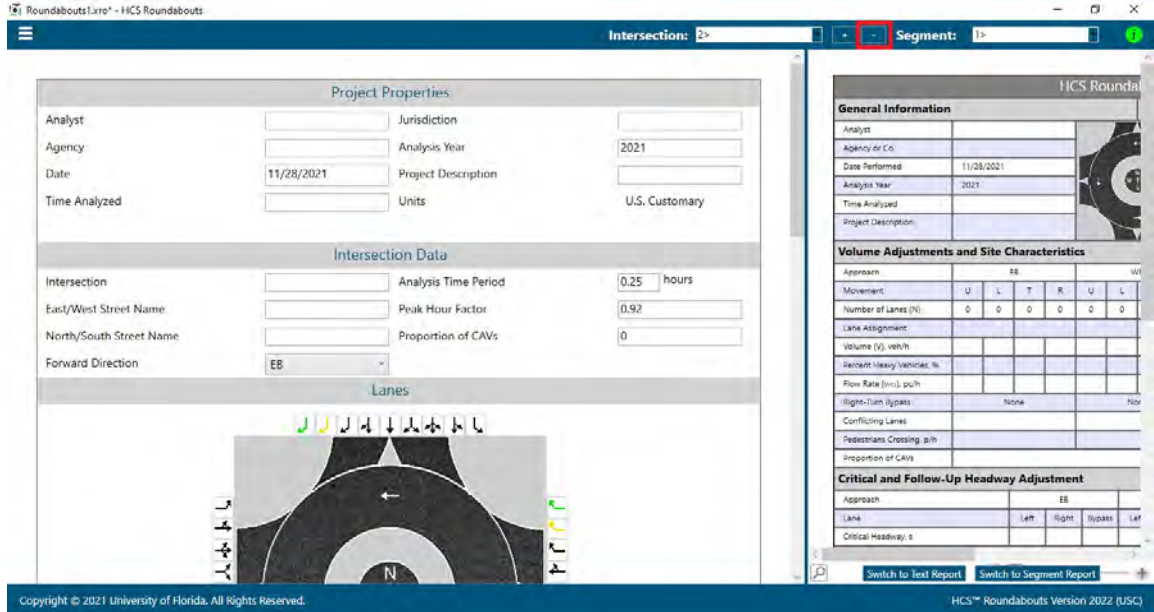 Roundabouts1.xro* - HCS Roundabouts
Intersection: 2> + - Segment: 1> i
Project Properties
Analyst Jurisdiction
Agency Analysis Year 2021
Date 11/28/2021 Project Description
Time Analyzed Units U.S. Customary
Intersection Data
Intersection Analysis Time Period 0.25 hours
East/West Street Name Peak Hour Factor 0.92
North/South Street Name Proportion of CAVs 0
Forward Direction EB
Lanes
N
HCS Roundal
General Information
Analyst
Agency or Co.
Date Performed 11/28/2021
Analysis Year 2021
Time Analyzed
Project Description
Volume Adjustments and Site Characteristics
Approach EB
Movement U L T R U L
Number of Lanes (N) 0 0 0 0 0 0
Lane Assignment
Volume (V), veh/h
Percent Heavy Vehicles, %
Flow Rate pc/h
Right-Turn Bypass None
Conflicting Lanes
Pedestrians Crossing, p/h
Proportion of CAVs
Critical and Follow-Up Headway Adjustment
Approach EB
Lane Left Right Bypass Lef
Critical Headway, s
Switch to Text Report Switch to Segment Report
Copyright © 2021 University of Florida. All Rights Reserved. HCS™ Roundabouts Version 2022 (USC)